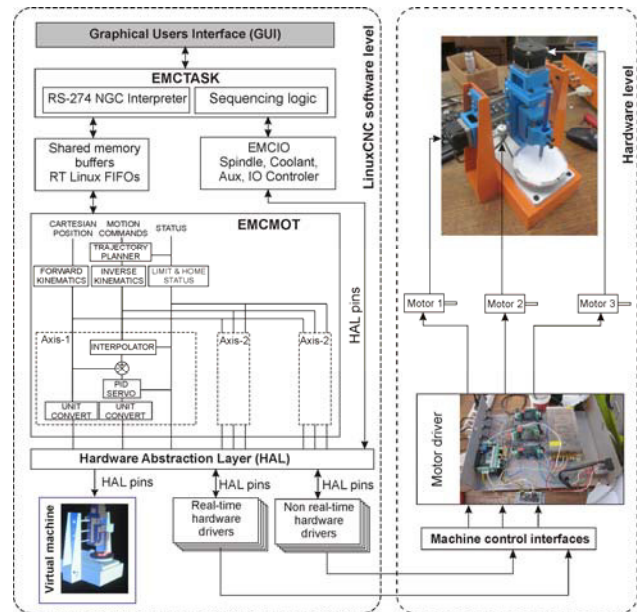 Graphical Users Interface (GUI)
EMCTASK
RS-274 NGC Interpreter
Sequencing logic
Shared memory
buffers
RT Linux FIFOs
EMCIO
Spindle, Coolant,
Aux, IO Controler
EMCMOT
CARTESIAN
POSITION
MOTION
COMMANDS
STATUS
TRAJECTORY
PLANNER
FORWARD
KINEMATICS
INVERSE
KINEMATICS
LIMIT & HOME
STATUS
Axis-1
INTERPOLATOR
PID
SERVO
UNIT
CONVERT
UNIT
CONVERT
Axis-2
Axis-2
HAL pins
Hardware Abstraction Layer (HAL)
HAL pins
HAL pins
HAL pins
Virtual machine
Real-time
hardware
drivers
Non real-time
hardware
drivers
LinuxCNC software level
Hardware level
Motor 1
Motor 2
Motor 3
Motor driver
Machine control interfaces